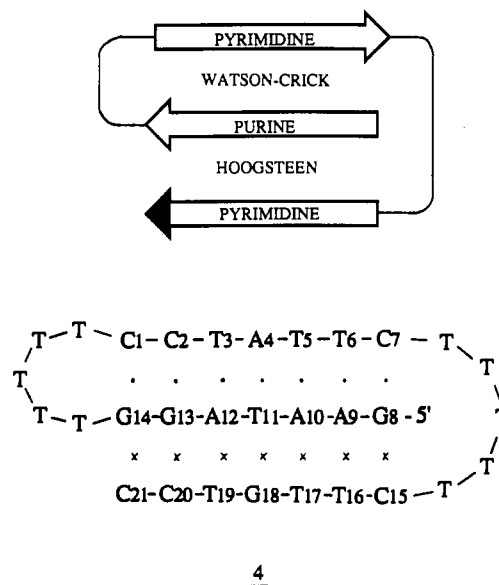 PYRIMIDINE
WATSON-CRICK
PURINE
HOOGSTEEN
PYRIMIDINE
T T T T T C1-C2-T3-A4-T5-T6-C7 T T T T T
G14-G13-A12-T11-A10-A9-G8-5'
x x x x x x x
C21-C20-T19-G18-T17-T16-C15
4